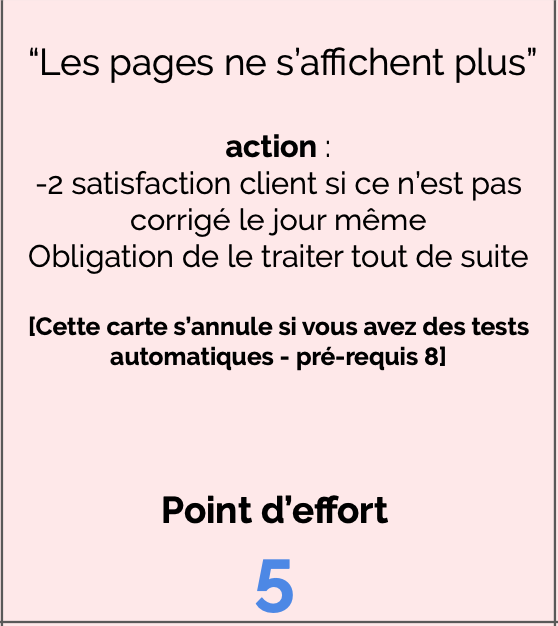 “Les pages ne s’affichent plus”
action :
-2 satisfaction client si ce n’est pas
corrigé le jour même
Obligation de le traiter tout de suite
[Cette carte s’annule si vous avez des tests
automatiques - pré-requis 8]
Point d’effort
5